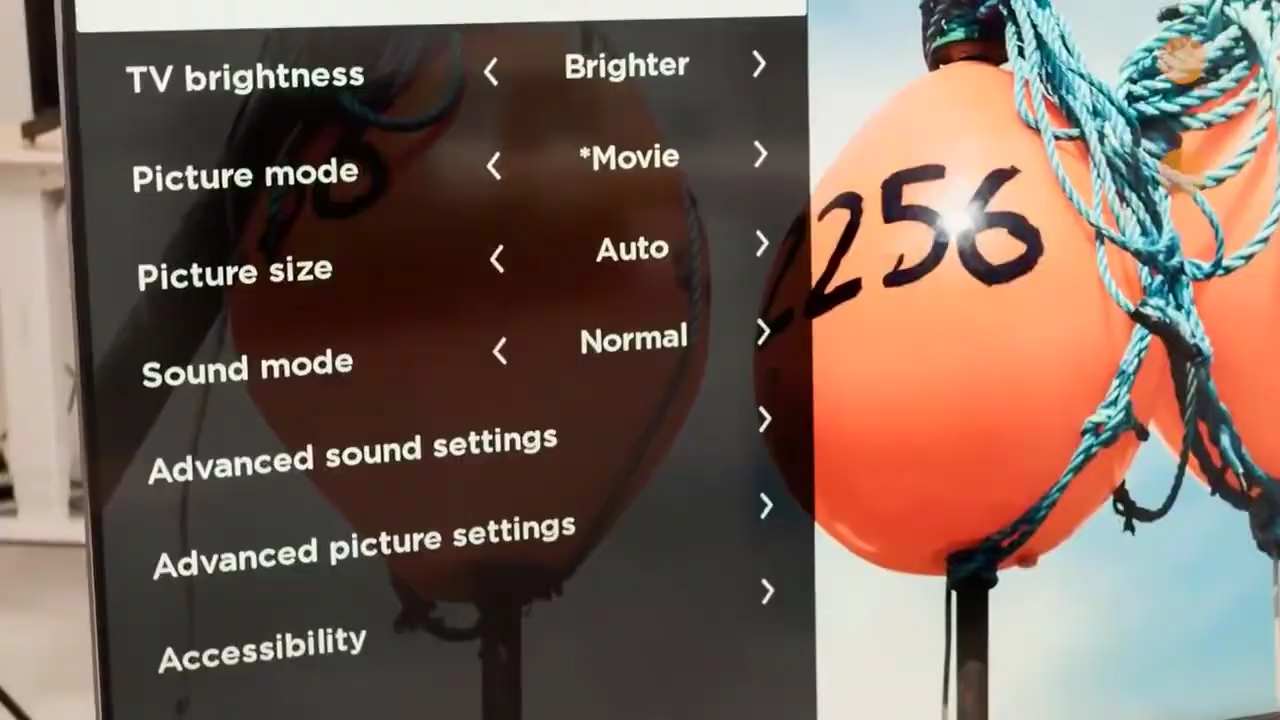 TV brightness Brighter
Picture mode *Movie
Picture size Auto
Sound mode Normal
Advanced sound settings
Advanced picture settings
Accessibility
256